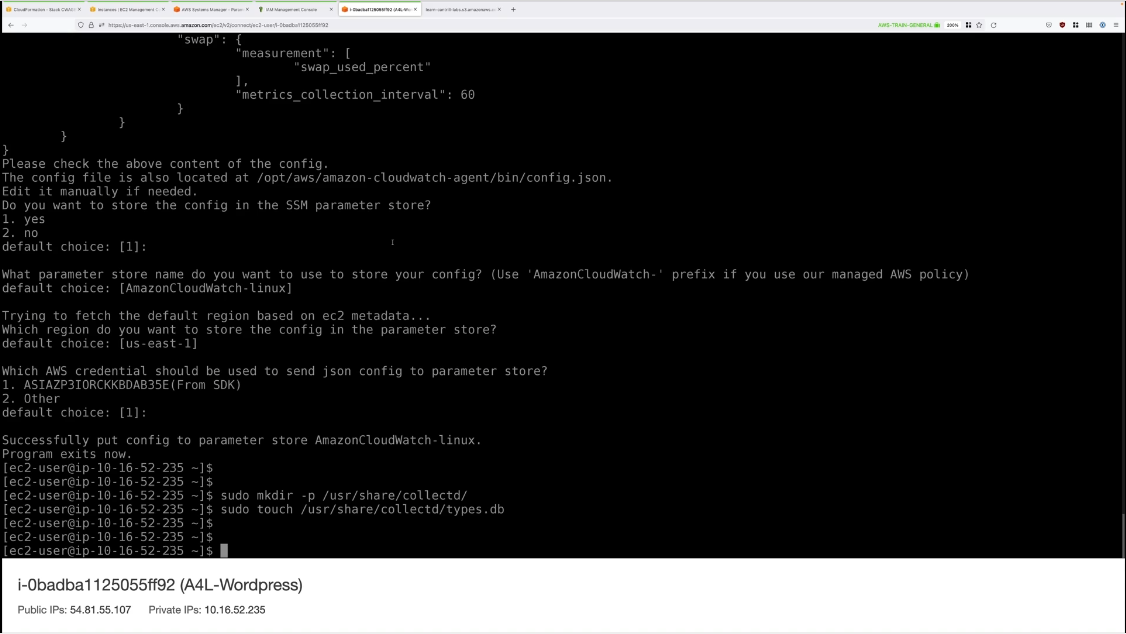 CloudFormation - Stack CWAG
Instances | EC2 Management C
AWS Systems Manager - Param
IAM Management Console
i-0badba1125055ff92 (A4L-Wo
https://us-east-1.console.aws.amazon.com/ec2/v2/connect/ec2-user/i-0badba1125055ff92
AWS-TRAIN-GENERAL
200%
"swap": {
"measurement": [
"swap_used_percent"
],
"metrics_collection_interval": 60
}
}
}
}
Please check the above content of the config.
The config file is also located at /opt/aws/amazon-cloudwatch-agent/bin/config.json.
Edit it manually if needed.
Do you want to store the config in the SSM parameter store?
1. yes
2. no
default choice: [1]:
What parameter store name do you want to use to store your config? (Use 'AmazonCloudWatch-' prefix if you use our managed AWS policy)
default choice: [AmazonCloudWatch-linux]
Trying to fetch the default region based on ec2 metadata...
Which region do you want to store the config in the parameter store?
default choice: [us-east-1]
Which AWS credential should be used to send json config to parameter store?
1. ASIAZP3IORCKKBDAB35E(From SDK)
2. Other
default choice: [1]:
Successfully put config to parameter store AmazonCloudWatch-linux.
Program exits now.
[ec2-user@ip-10-16-52-235 ~]$
[ec2-user@ip-10-16-52-235 ~]$
[ec2-user@ip-10-16-52-235 ~]$ sudo mkdir -p /usr/share/collectd/
[ec2-user@ip-10-16-52-235 ~]$ sudo touch /usr/share/collectd/types.db
[ec2-user@ip-10-16-52-235 ~]$
[ec2-user@ip-10-16-52-235 ~]$
[ec2-user@ip-10-16-52-235 ~]$
i-0badba1125055ff92 (A4L-Wordpress)
Public IPs: 54.81.55.107 Private IPs: 10.16.52.235